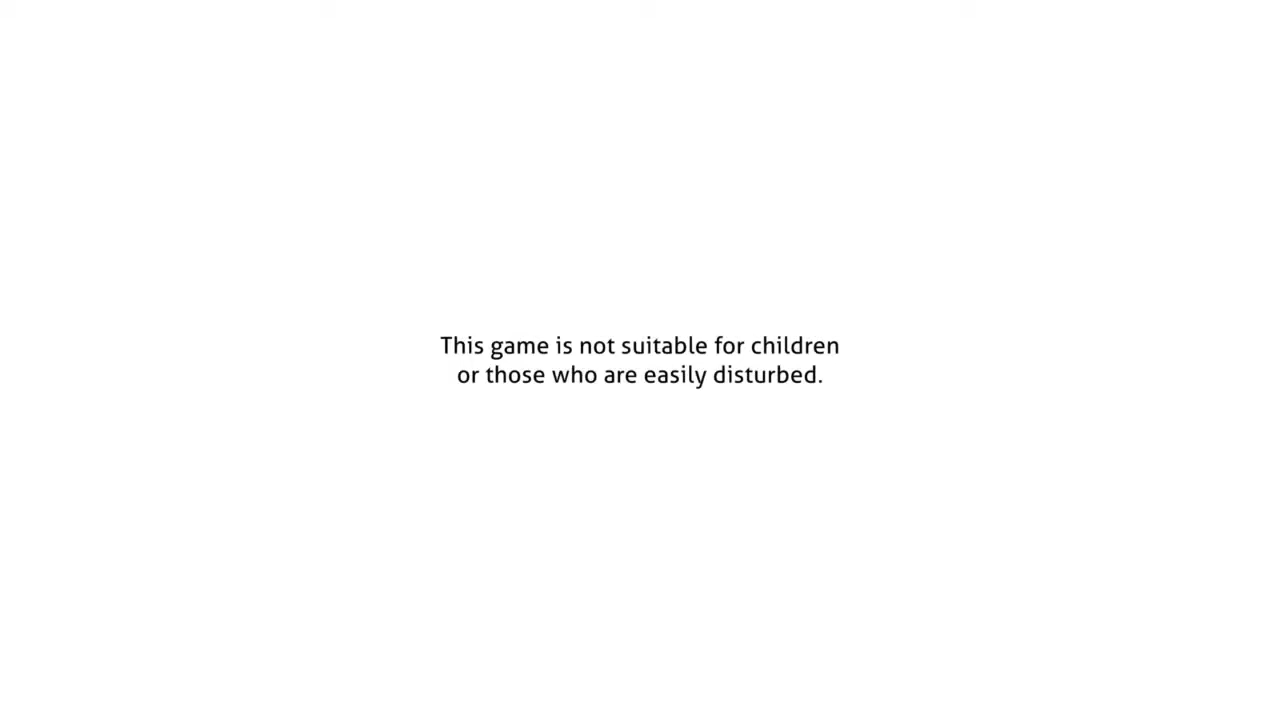 This game is not suitable for children
or those who are easily disturbed.